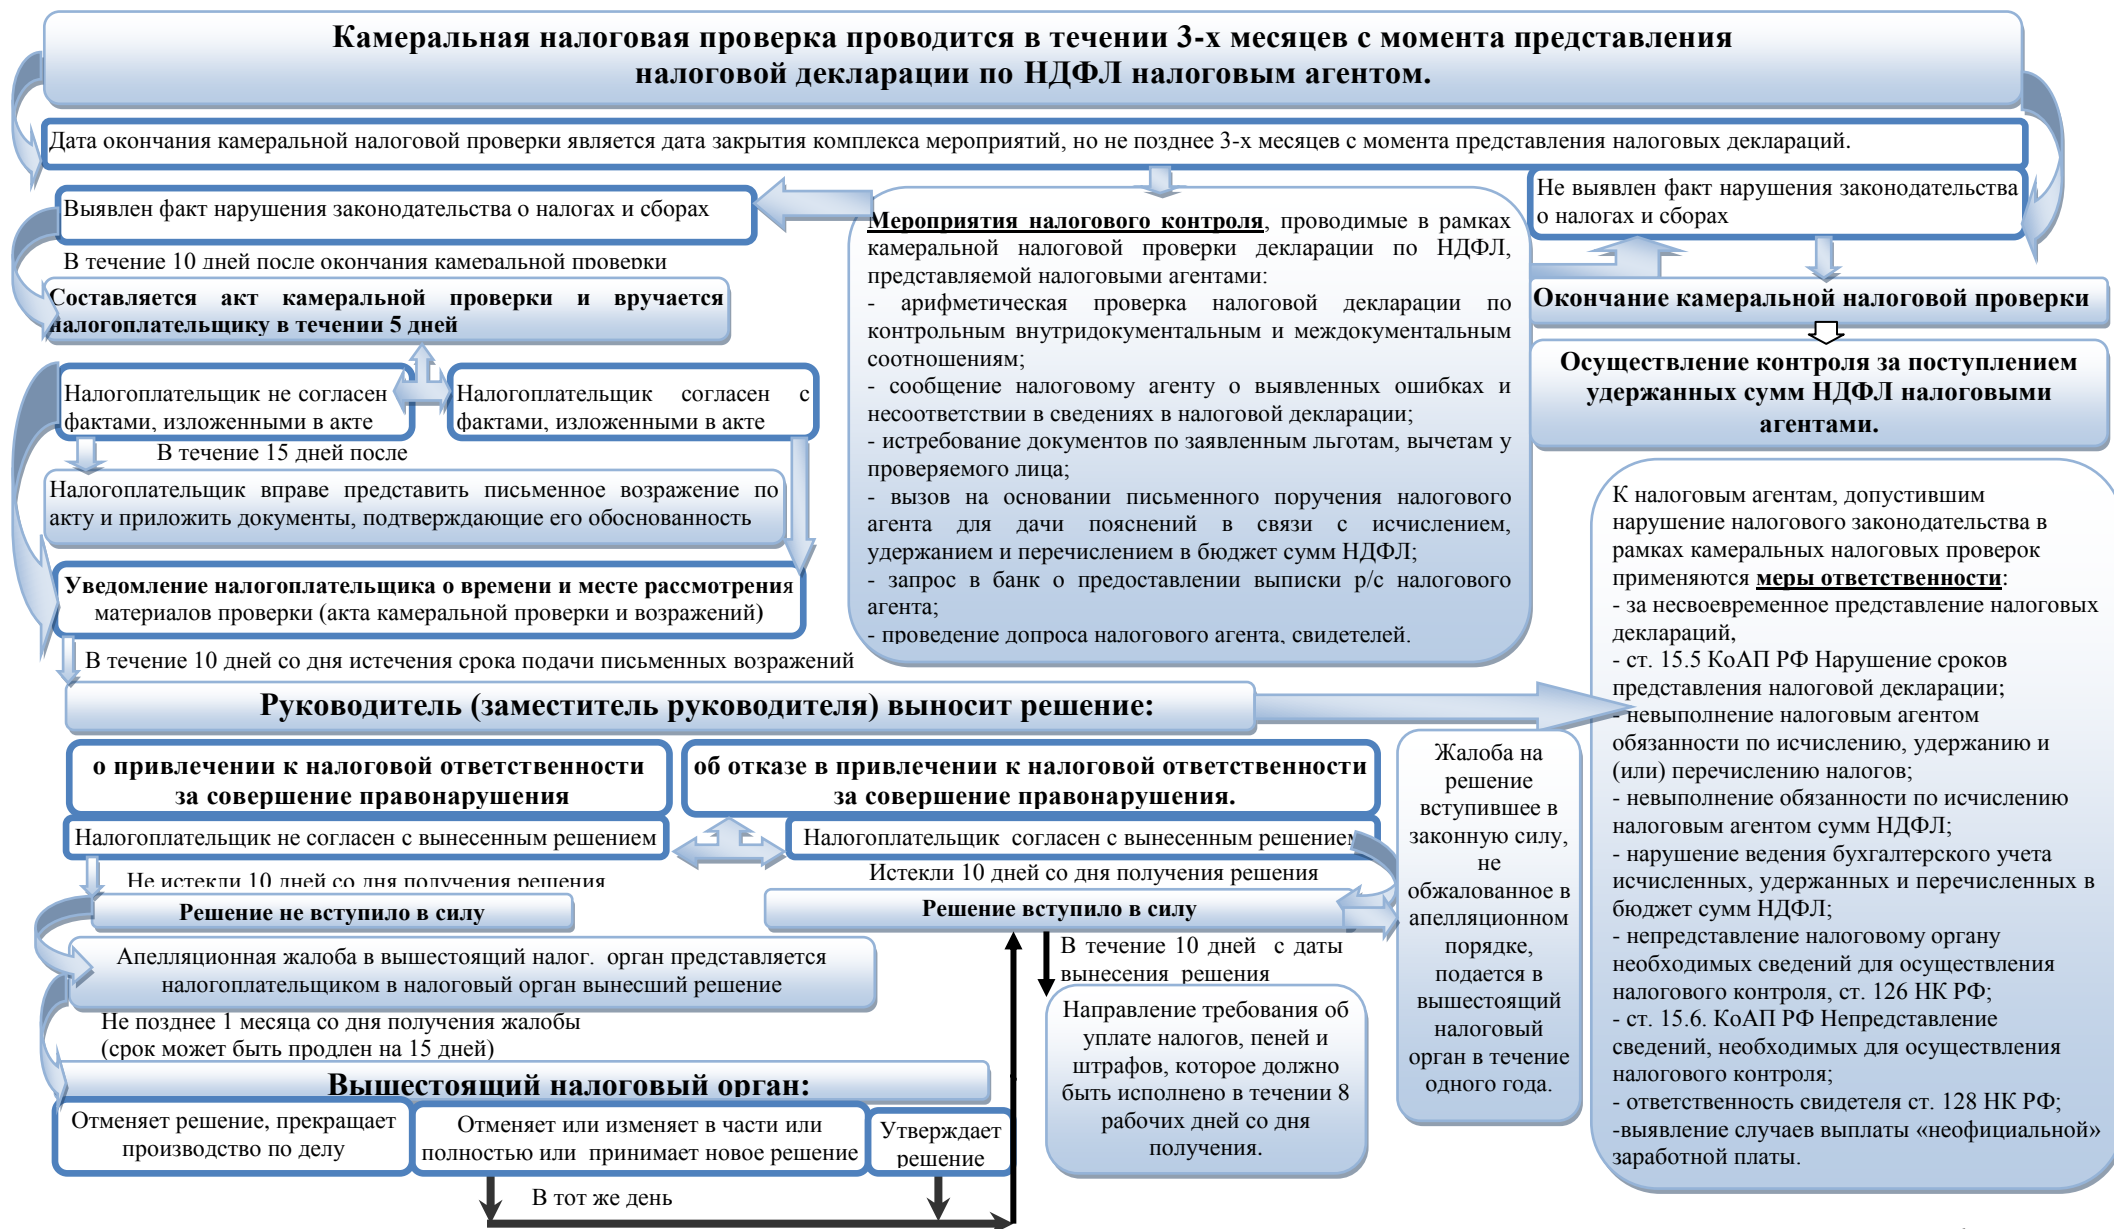 Камеральная налоговая проверка проводится в течении 3-х месяцев с момента представления
налоговой декларации по НДФЛ налоговым агентом.
Дата окончания камеральной налоговой проверки является дата закрытия комплекса мероприятий, но не позднее 3-х месяцев с момента представления налоговых деклараций.
Выявлен факт нарушения законодательства о налогах и сборах
В течение 10 дней после окончания камеральной проверки
Составляется акт камеральной проверки и вручается
налогоплательщику в течении 5 дней
Налогоплательщик не согласен
фактами, изложенными в акте
Налогоплательщик согласен с
фактами, изложенными в акте
В течение 15 дней после
Налогоплательщик вправе представить письменное возражение по
акту и приложить документы, подтверждающие его обоснованность
Уведомление налогоплательщика о времени и месте рассмотрения
материалов проверки (акта камеральной проверки и возражений)
В течение 10 дней со дня истечения срока подачи письменных возражений
Мероприятия налогового контроля, проводимые в рамках
камеральной налоговой проверки декларации по НДФЛ,
представляемой налоговыми агентами:
- арифметическая проверка налоговой декларации по
контрольным внутридокументальным и междокументальным
соотношениям;
- сообщение налоговому агенту о выявленных ошибках и
несоответствии в сведениях в налоговой декларации;
- истребование документов по заявленным льготам, вычетам у
проверяемого лица;
- вызов на основании письменного поручения налогового
агента для дачи пояснений в связи с исчислением,
удержанием и перечислением в бюджет сумм НДФЛ;
- запрос в банк о предоставлении выписки р/с налогового
агента;
- проведение допроса налогового агента, свидетелей.
Не выявлен факт нарушения законодательства
о налогах и сборах
Окончание камеральной налоговой проверки
Осуществление контроля за поступлением
удержанных сумм НДФЛ налоговыми
агентами.
К налоговым агентам, допустившим
нарушение налогового законодательства в
рамках камеральных налоговых проверок
применяются меры ответственности:
- за несвоевременное представление налоговых
деклараций,
- ст. 15.5 КоАП РФ Нарушение сроков
представления налоговой декларации;
- невыполнение налоговым агентом
обязанности по исчислению, удержанию и
(или) перечислению налогов;
- невыполнение обязанности по исчислению
налоговым агентом сумм НДФЛ;
- нарушение ведения бухгалтерского учета
исчисленных, удержанных и перечисленных в
бюджет сумм НДФЛ;
- непредставление налоговому органу
необходимых сведений для осуществления
налогового контроля, ст. 126 НК РФ;
- ст. 15.6. КоАП РФ Непредставление
сведений, необходимых для осуществления
налогового контроля;
- ответственность свидетеля ст. 128 НК РФ;
-выявление случаев выплаты «неофициальной»
заработной платы.
Руководитель (заместитель руководителя) выносит решение:
о привлечении к налоговой ответственности
за совершение правонарушения
об отказе в привлечении к налоговой ответственности
за совершение правонарушения.
Налогоплательщик не согласен с вынесенным решением
Налогоплательщик согласен с вынесенным решением
Не истекли 10 дней со дня получения решения
Истекли 10 дней со дня получения решения
Решение не вступило в силу
Решение вступило в силу
Жалоба на
решение
вступившее в
законную силу,
не
обжалованное в
апелляционном
порядке,
подается в
вышестоящий
налоговый
орган в течение
одного года.
Апелляционная жалоба в вышестоящий налог. орган представляется
налогоплательщиком в налоговый орган вынесший решение
В течение 10 дней с даты
вынесения решения
Не позднее 1 месяца со дня получения жалобы
(срок может быть продлен на 15 дней)
Направление требования об
уплате налогов, пеней и
штрафов, которое должно
быть исполнено в течении 8
рабочих дней со дня
получения.
Вышестоящий налоговый орган:
Отменяет решение, прекращает
производство по делу
Отменяет или изменяет в части или
полностью или принимает новое решение
Утверждает
решение
В тот же день